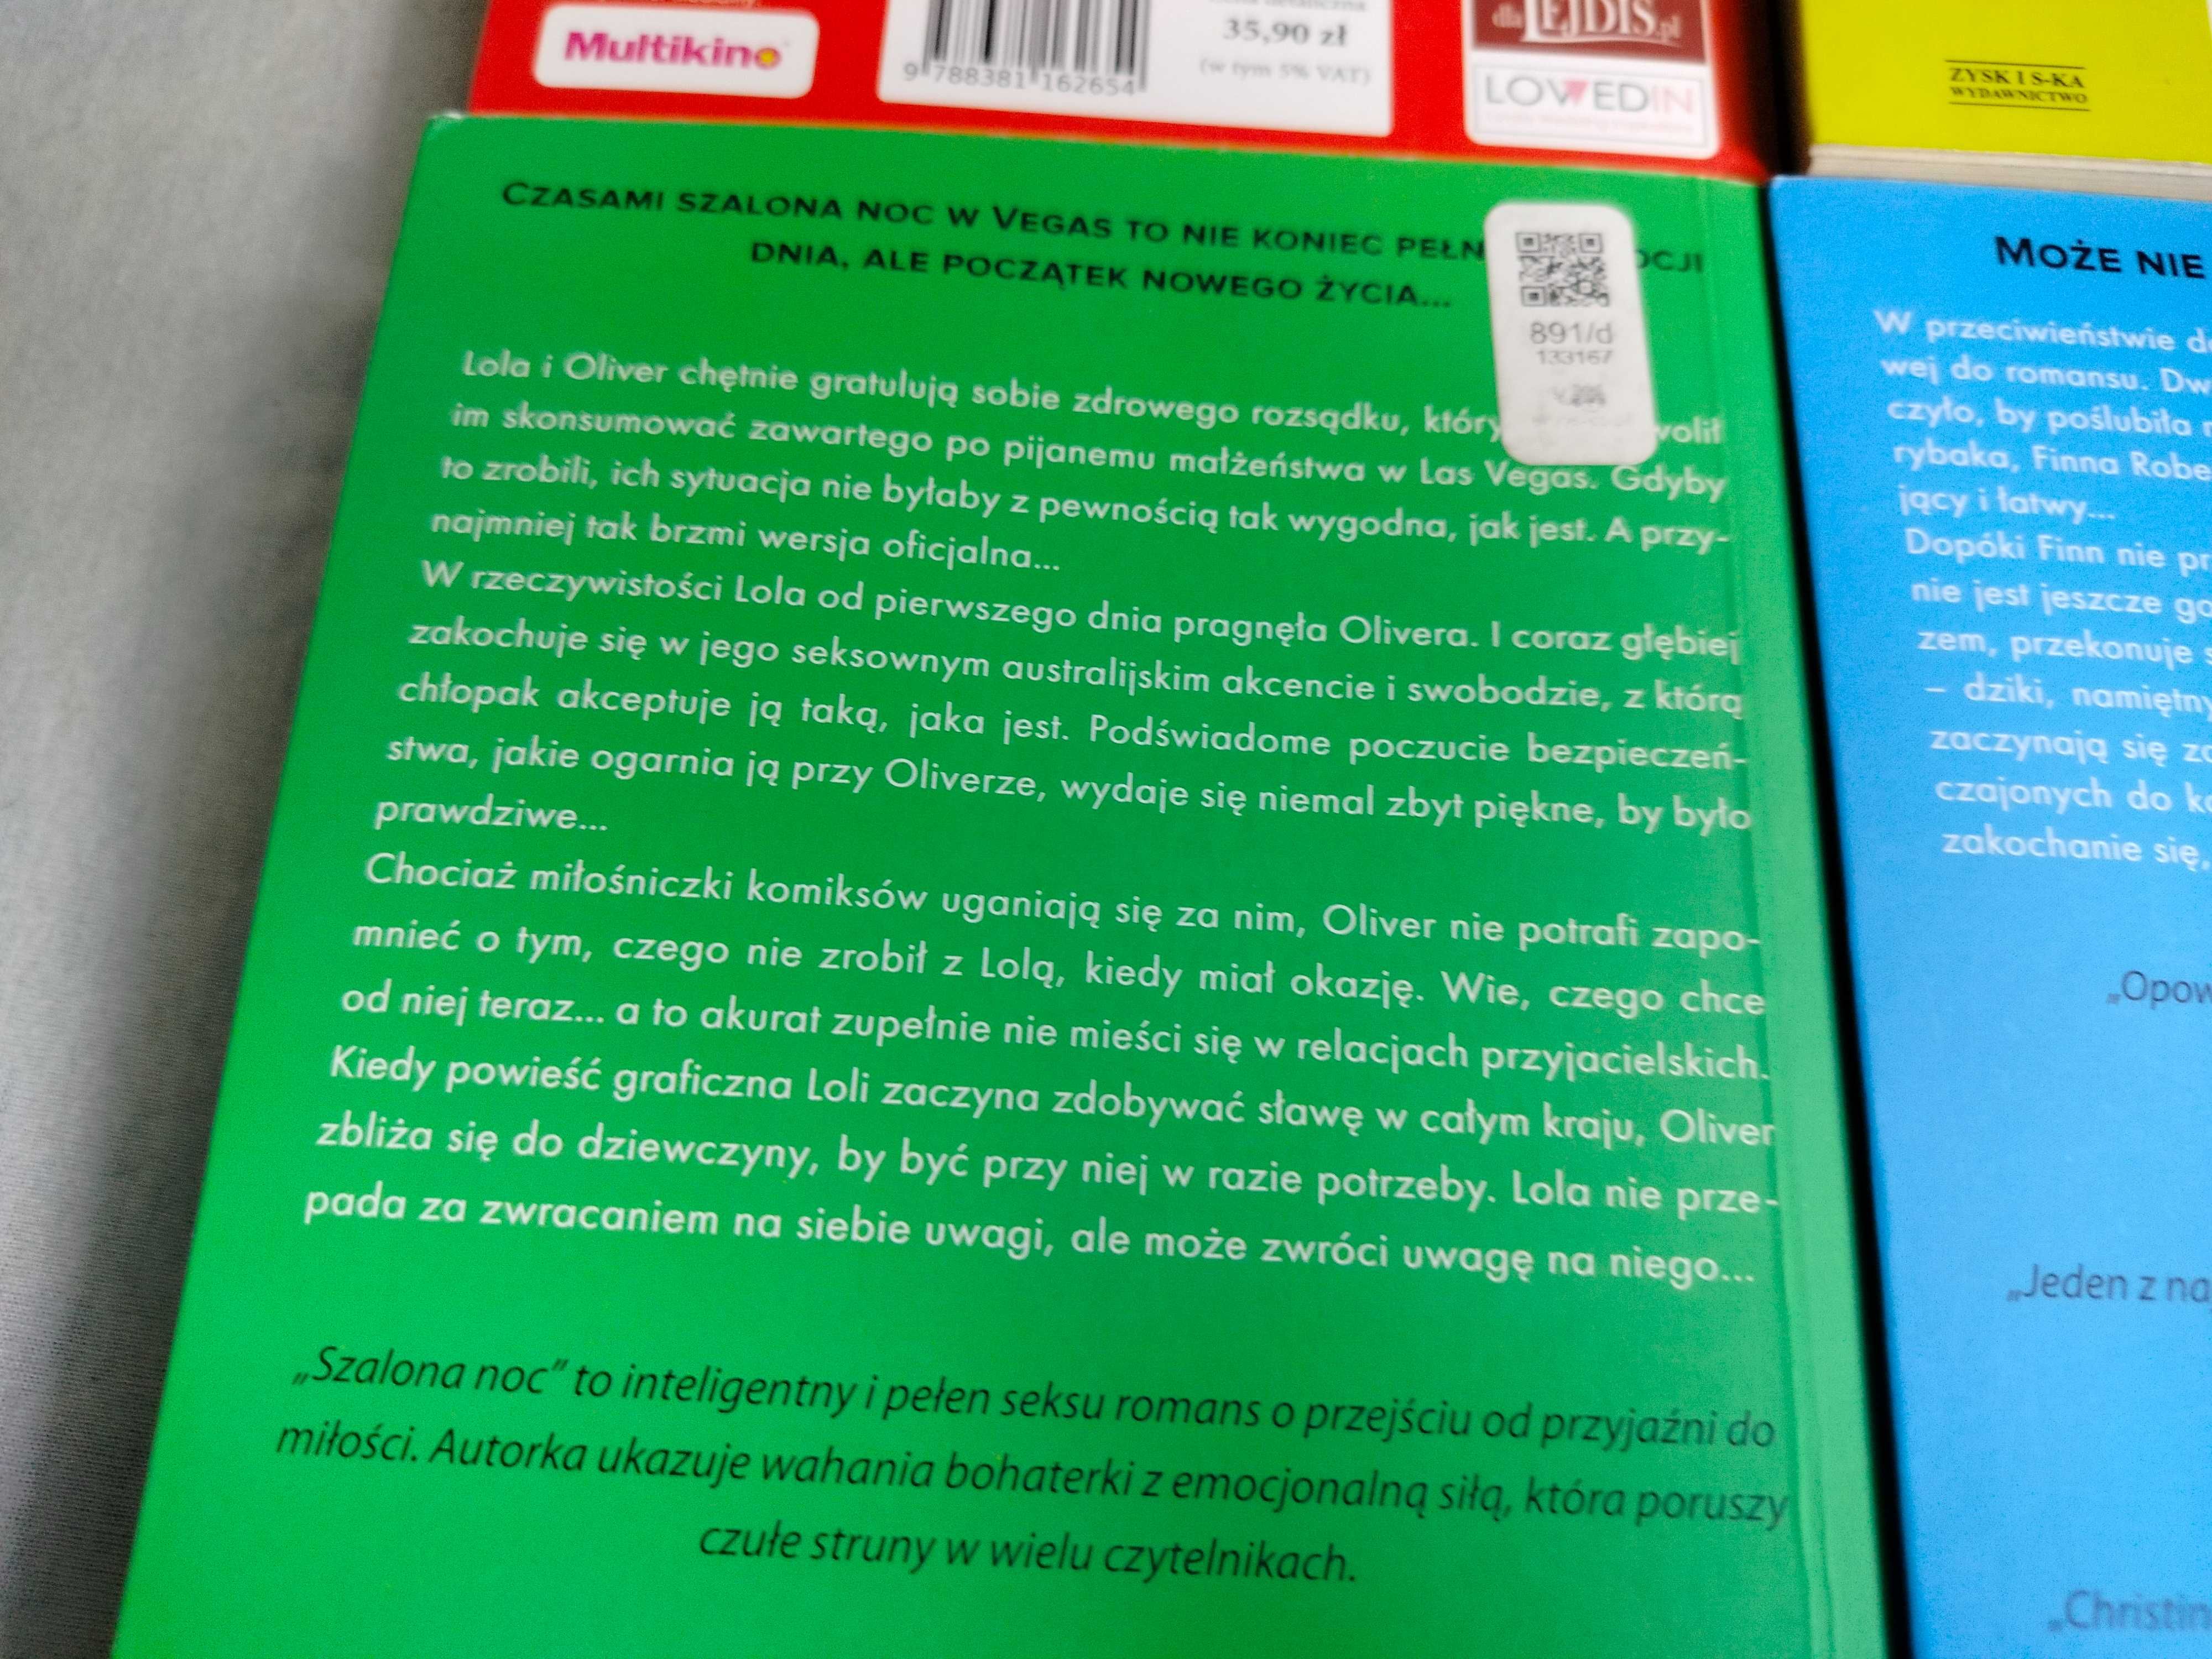 Multikino
9 788381 162654
35,90 zł
(w tym 5% VAT)
dla LEJDIS.pl
LOVVEDIN
ZYSK I S-KA
WYDAWNICTWO
CZASAMI SZALONA NOC W VEGAS TO NIE KONIEC
DNIA, ALE POCZĄTEK NOWEGO ŻYCIA...
891/d
133167
Lola i Oliver chętnie gratulują sobie zdrowego rozsądku,
im skonsumować zawartego po pijanemu małżeństwa w Las Vegas. Gdyby
to zrobili, ich sytuacja nie byłaby z pewnością tak wygodna, jak jest. A przy-
najmniej tak brzmi wersja oficjalna...
W rzeczywistości Lola od pierwszego dnia pragnęła Olivera. I coraz głębiej
zakochuje się w jego seksownym australijskim akcencie i swobodzie, z którą
chłopak akceptuje ją taką, jaka jest. Podświadome poczucie bezpieczeń-
stwa, jakie ogarnia ją przy Oliverze, wydaje się niemal zbyt piękne, by było
prawdziwe...
Chociaż miłośniczki komiksów uganiają się za nim, Oliver nie potrafi zapo-
mnieć o tym, czego nie zrobił z Lolą, kiedy miał okazję. Wie, czego chce
od niej teraz... a to akurat zupełnie nie mieści się w relacjach przyjacielskich.
Kiedy powieść graficzna Loli zaczyna zdobywać sławę w całym kraju, Oliver
zbliża się do dziewczyny, by być przy niej w razie potrzeby. Lola nie prze-
pada za zwracaniem na siebie uwagi, ale może zwróci uwagę na niego...
„Szalona noc” to inteligentny i pełen seksu romans o przejściu od przyjaźni do
miłości. Autorka ukazuje wahania bohaterki z emocjonalną siłą, która poruszy
czułe struny w wielu czytelnikach.
MOŻE NIE
W przeciwieństwie
wej do romansu.
czyło, by poślubiła
rybaka, Finna
jący i łatwy...
Dopóki Finn nie
nie jest jeszcze
zem, przekonuje
– dziki,
zaczynają się
czajonych do
zakochanie się,
„Jeden z